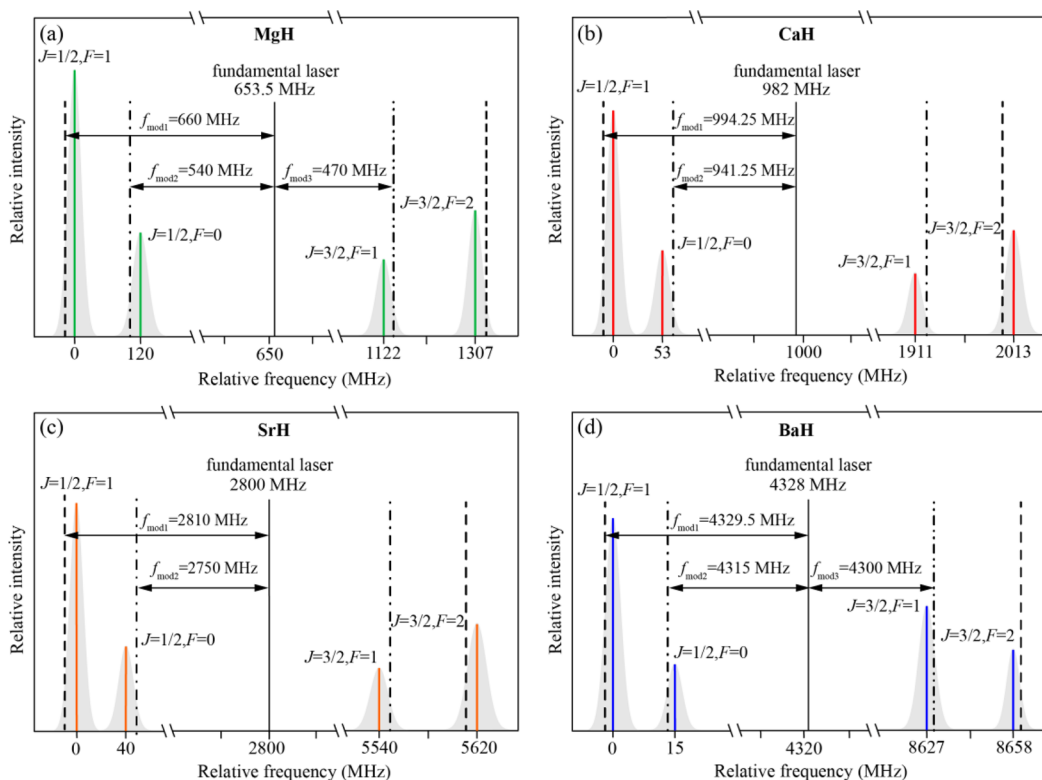 (a)
MgH
J=1/2,F=1
fundamental laser
653.5 MHz
fmod1=660 MHz
fmod2=540 MHz
fmod3=470 MHz
J=3/2,F=2
J=1/2,F=0
J=3/2,F=1
Relative intensity
0 120 650 1122 1307
Relative frequency (MHz)
(b)
CaH
J=1/2,F=1
fundamental laser
982 MHz
fmod1=994.25 MHz
fmod2=941.25 MHz
J=3/2,F=2
J=1/2,F=0
J=3/2,F=1
Relative intensity
0 53 1000 1911 2013
Relative frequency (MHz)
(c)
SrH
fundamental laser
2800 MHz
J=1/2,F=1
fmod1=2810 MHz
fmod2=2750 MHz
J=3/2,F=2
J=1/2,F=0
J=3/2,F=1
Relative intensity
0 40 2800 5540 5620
Relative frequency (MHz)
(d)
BaH
fundamental laser
4328 MHz
J=1/2,F=1
fmod1=4329.5 MHz
fmod2=4315 MHz
fmod3=4300 MHz
J=3/2,F=1
J=3/2,F=2
J=1/2,F=0
Relative intensity
0 15 4320 8627 8658
Relative frequency (MHz)